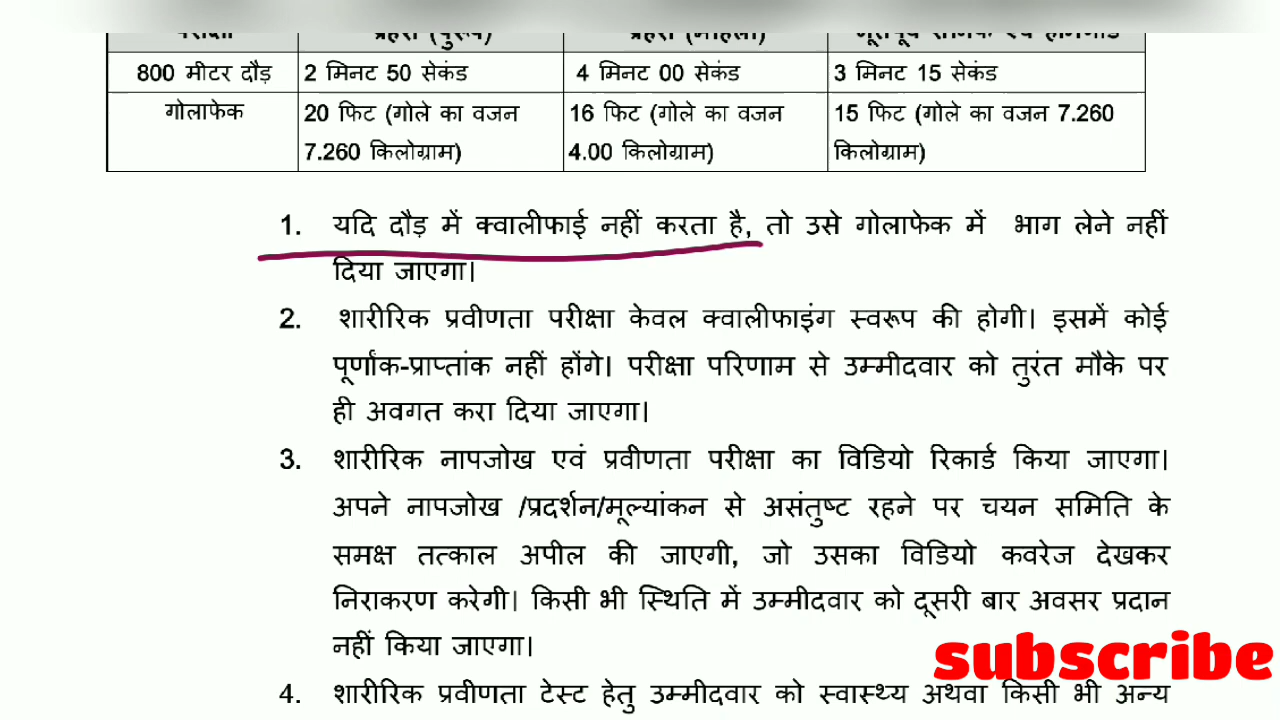 प्रहरी (पुरुष) प्रहरी (महिला)
800 मीटर दौड़ 2 मिनट 50 सेकंड 4 मिनट 00 सेकंड 3 मिनट 15 सेकंड
गोलाफेक 20 फिट (गोले का वजन 16 फिट (गोले का वजन 15 फिट (गोले का वजन 7.260
7.260 किलोग्राम) 4.00 किलोग्राम) किलोग्राम)
1. यदि दौड़ में क्वालीफाई नहीं करता है, तो उसे गोलाफेक में भाग लेने नहीं
दिया जाएगा।
2. शारीरिक प्रवीणता परीक्षा केवल क्वालीफाइंग स्वरूप की होगी। इसमें कोई
पूर्णांक-प्राप्तांक नहीं होंगे। परीक्षा परिणाम से उम्मीदवार को तुरंत मौके पर
ही अवगत करा दिया जाएगा।
3. शारीरिक नापजोख एवं प्रवीणता परीक्षा का विडियो रिकार्ड किया जाएगा।
अपने नापजोख /प्रदर्शन/मूल्यांकन से असंतुष्ट रहने पर चयन समिति के
समक्ष तत्काल अपील की जाएगी, जो उसका विडियो कवरेज देखकर
निराकरण करेगी। किसी भी स्थिति में उम्मीदवार को दूसरी बार अवसर प्रदान
नहीं किया जाएगा।
subscribe
4. शारीरिक प्रवीणता टेस्ट हेतु उम्मीदवार को स्वास्थ्य अथवा किसी भी अन्य